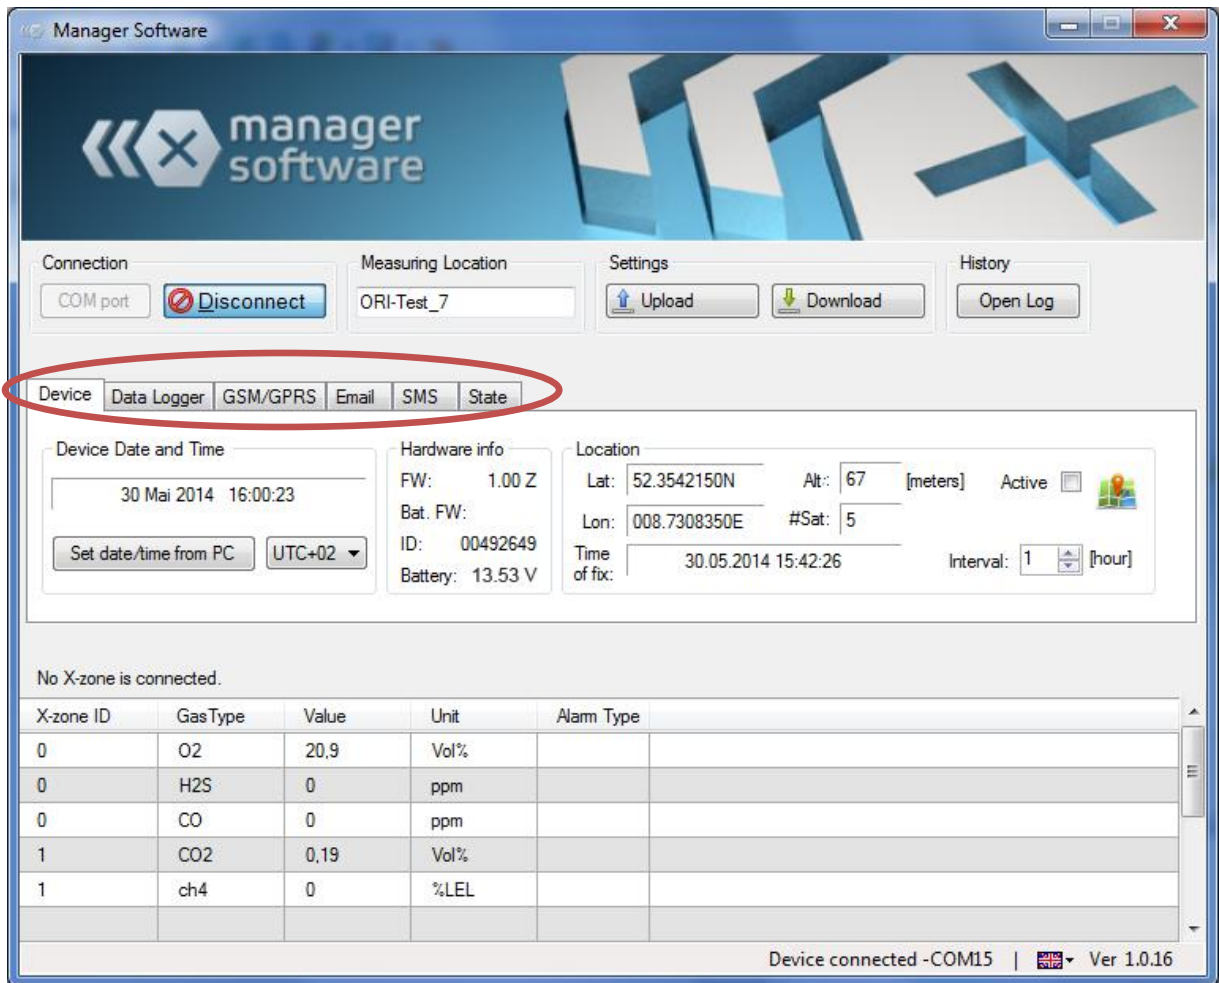 Manager Software
manager
software
Connection
Measuring Location
Settings
History
COM port
Disconnect
ORI-Test_7
Upload
Download
Open Log
Device Data Logger GSM/GPRS Email SMS State
Device Date and Time
30 Mai 2014 16:00:23
Set date/time from PC UTC+02
Hardware info
FW: 1.00 Z
Bat. FW:
ID: 00492649
Battery: 13.53 V
Location
Lat: 52.3542150N Alt: 67 [meters] Active
Lon: 008.7308350E #Sat: 5
Time
of fix: 30.05.2014 15:42:26 Interval: 1 [hour]
No X-zone is connected.
X-zone ID GasType Value Unit Alarm Type
0 O2 20,9 Vol%
0 H2S 0 ppm
0 CO 0 ppm
1 CO2 0,19 Vol%
1 ch4 0 %LEL
Device connected -COM15 | Ver 1.0.16